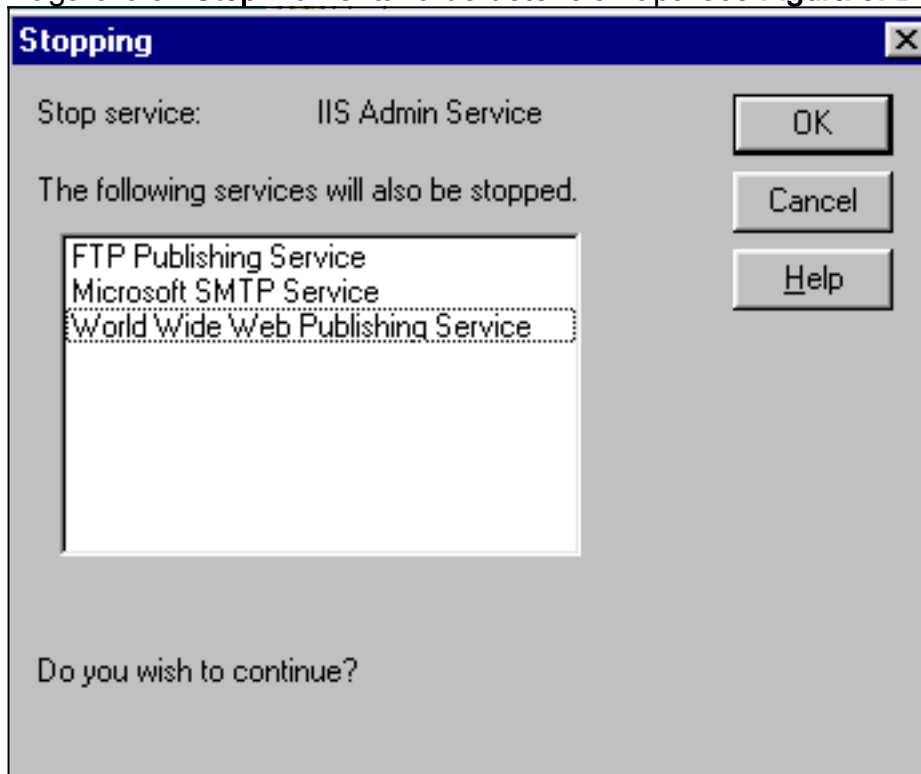 Stopping
Stop service: IIS Admin Service
OK
The following services will also be stopped.
Cancel
FTP Publishing Service
Help
Microsoft SMTP Service
World Wide Web Publishing Service
Do you wish to continue?